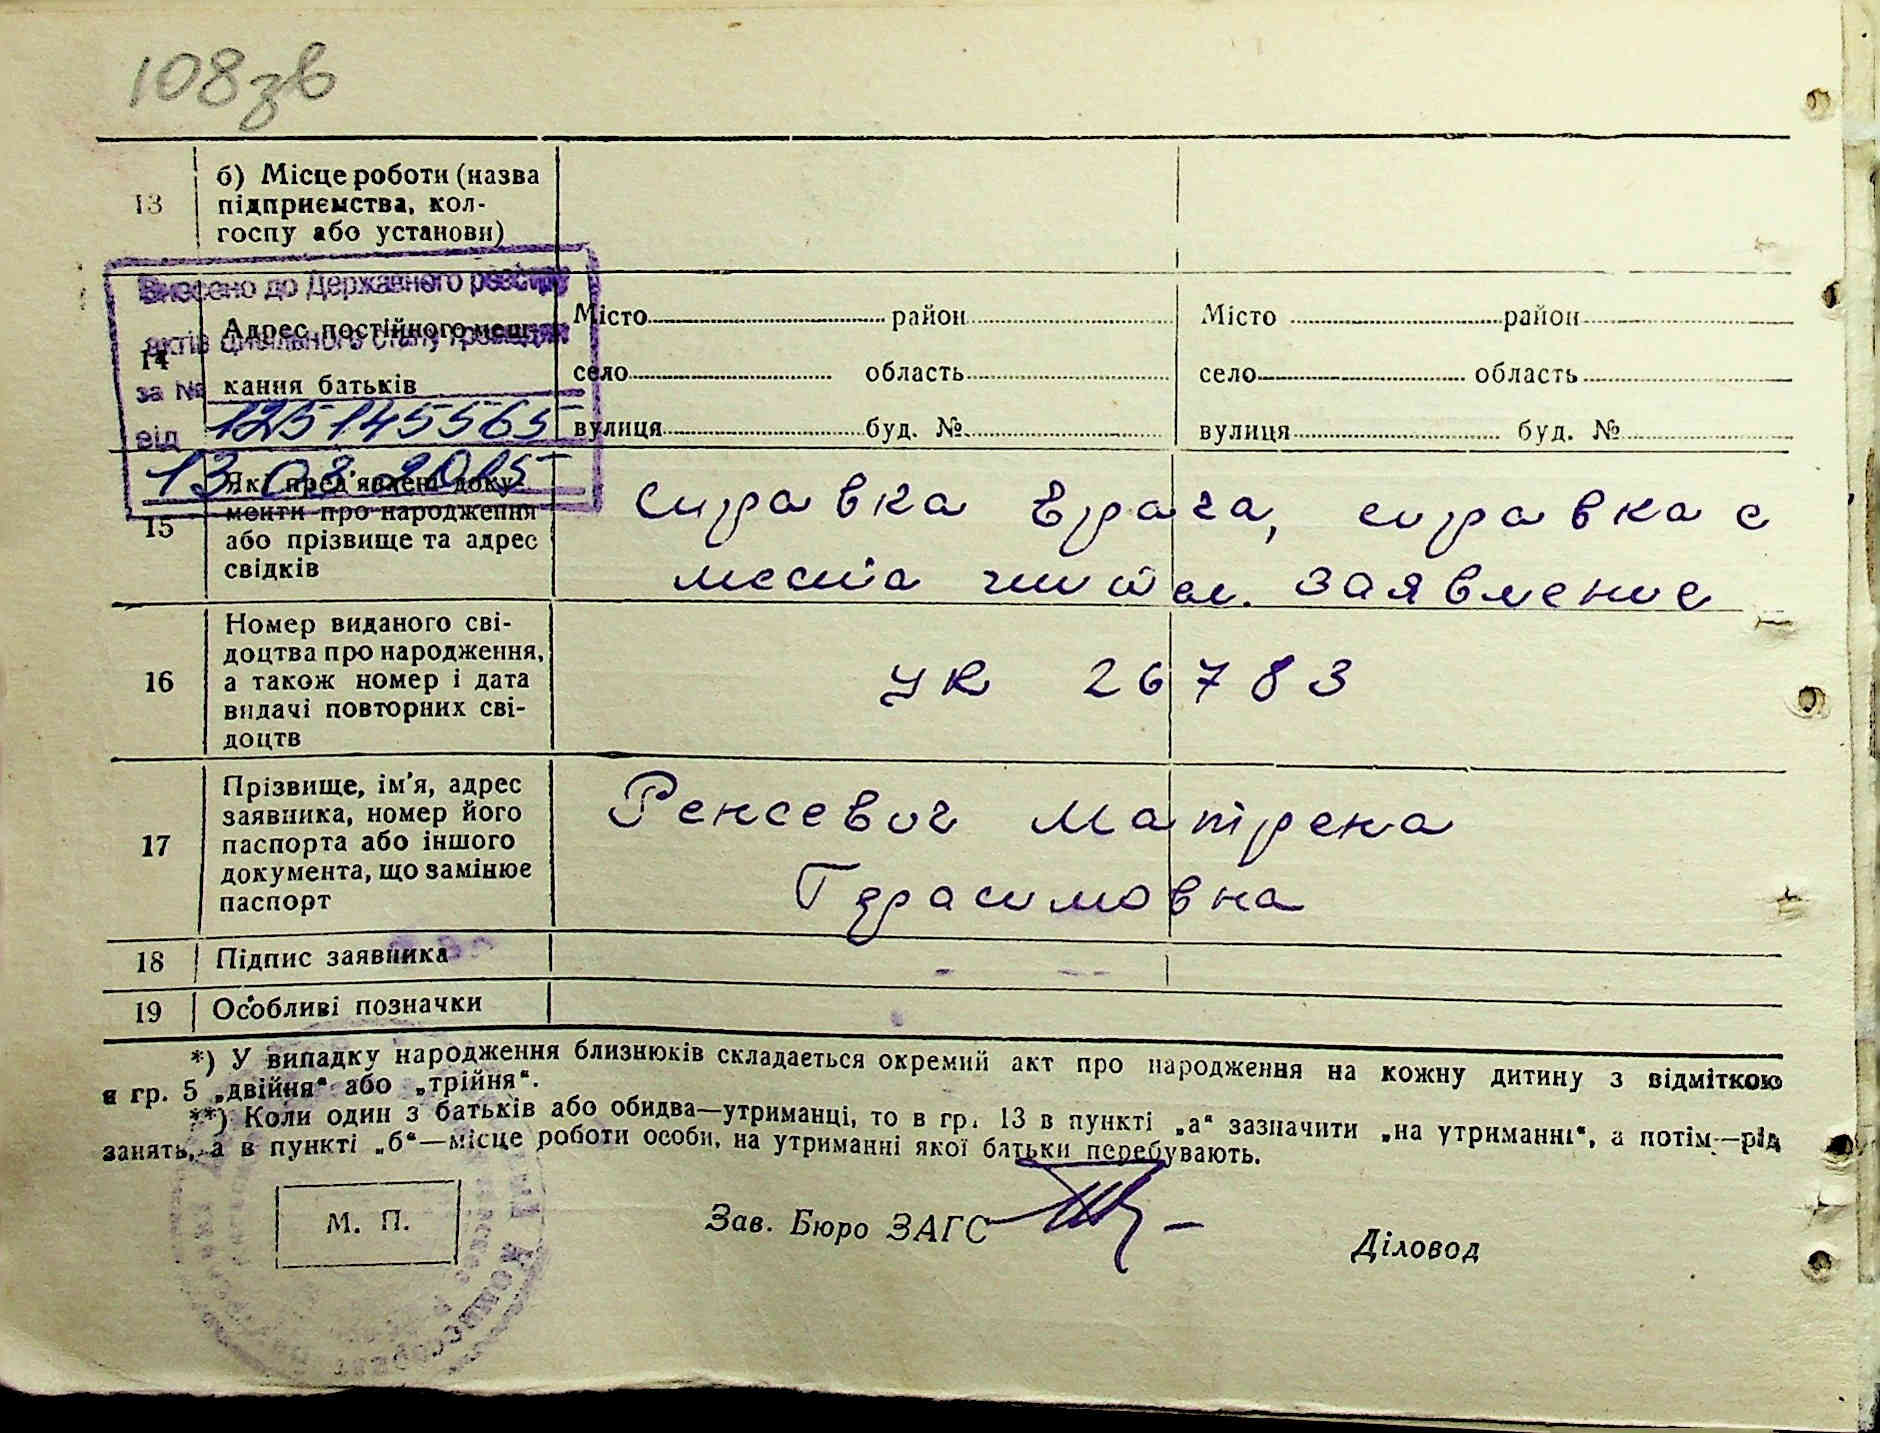 108зв
13
б) Місце роботи (назва
підприємства, кол-
госпу або установи)
Внесено до Державного реєстру
актів цивільного стану громадян
за №
125145565
від
13.08.2015
14
Адрес постійного меш-
кання батьків
Місто район
село область
вулиця буд. №
Місто район
село область
вулиця буд. №
15
Які пред'явлені доку-
менти про народження
або прізвище та адрес
свідків
справка врача, справка с
места жит. заявление
16
Номер виданого сві-
доцтва про народження,
а також номер і дата
видачі повторних сві-
доцтв
УК 26783
17
Прізвище, ім'я, адрес
заявника, номер його
паспорта або іншого
документа, що замінює
паспорт
Матрена
Герасимовна
18 Підпис заявника
19 Особливі позначки
*) У випадку народження близнюків складається окремий акт про народження на кожну дитину з відміткою
в гр. 5 „двійня“ або „трійня“.
**) Коли один з батьків або обидва—утриманці, то в гр. 13 в пункті „а“ зазначити „на утриманні“, а потім—рід
занять, а в пункті „б“—місце роботи особи, на утриманні якої батьки перебувають.
М. П.
Зав. Бюро ЗАГС
Діловод